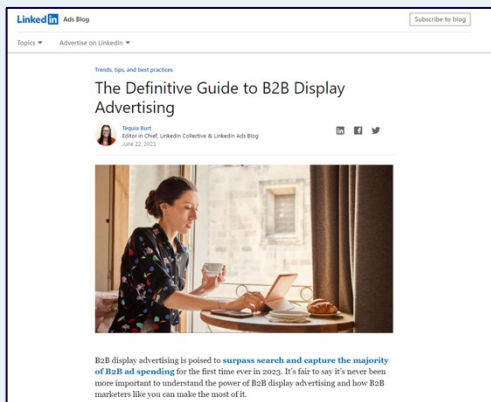 Linked in Ads Blog
Subscribe to blog
Topics ▼ Advertise on LinkedIn ▼
Trends, tips, and best practices
The Definitive Guide to B2B Display
Advertising
Tequia Burt
Editor in Chief, LinkedIn Collective & LinkedIn Ads Blog
June 22, 2023
B2B display advertising is poised to surpass search and capture the majority
of B2B ad spending for the first time ever in 2023. It's fair to say it's never been
more important to understand the power of B2B display advertising and how B2B
marketers like you can make the most of it.